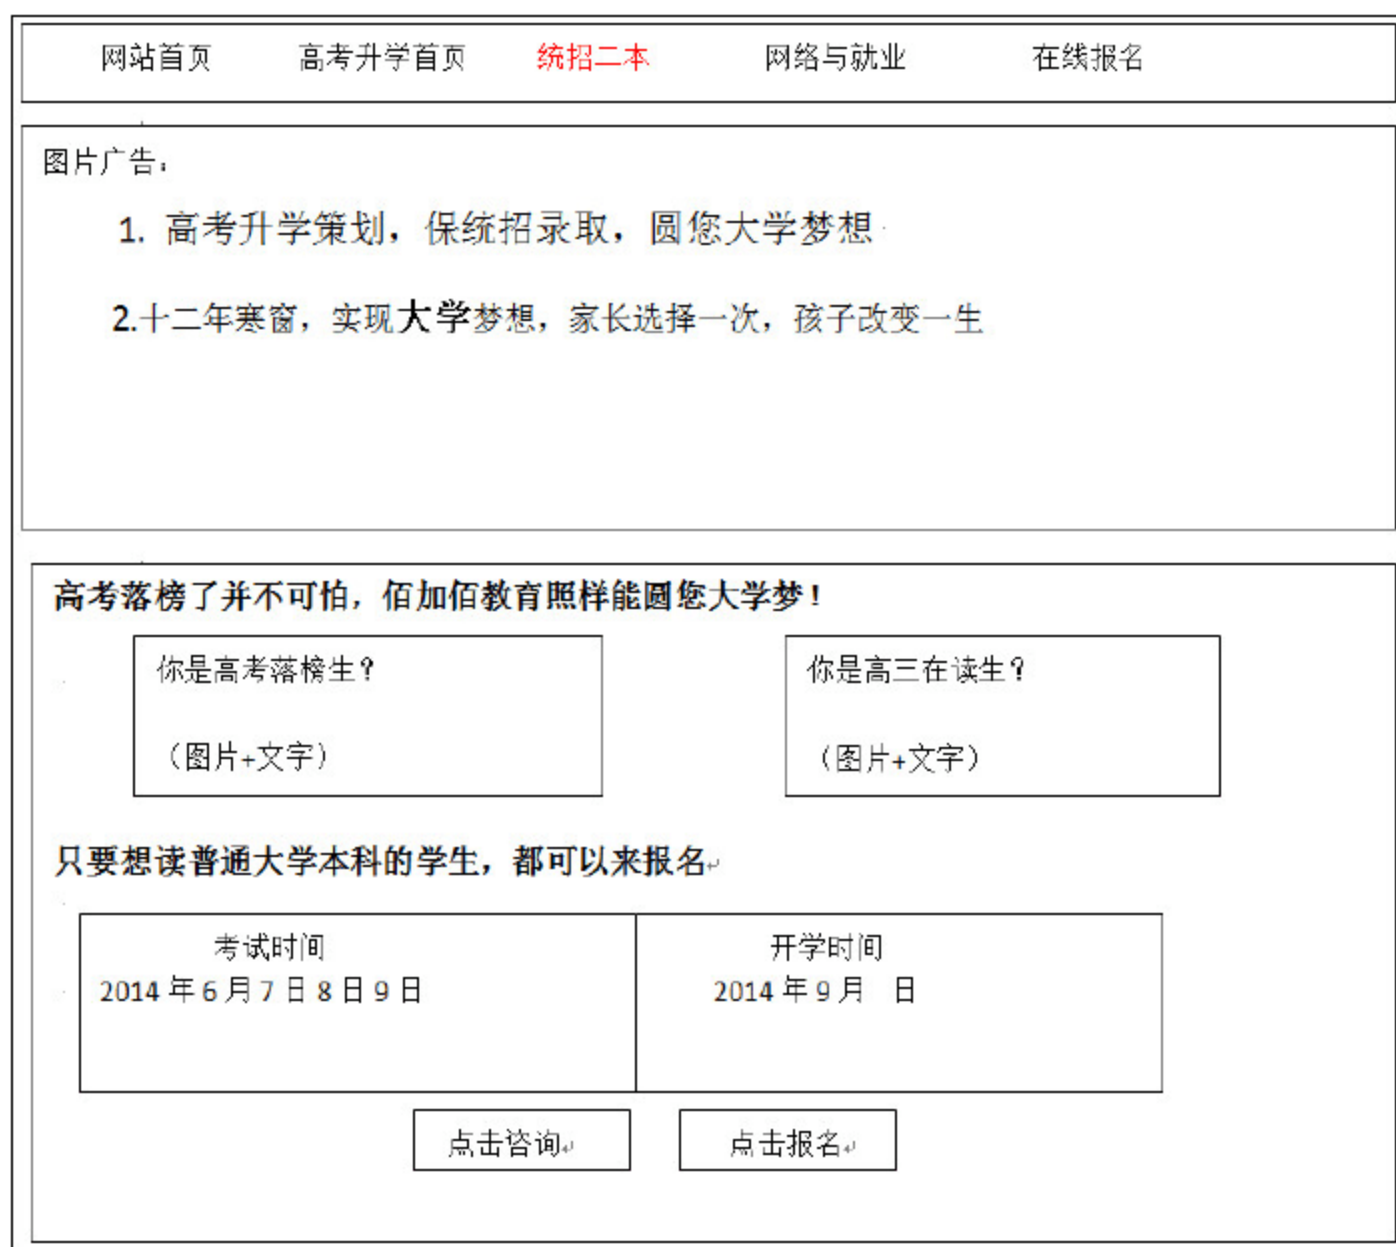 网站首页 高考升学首页 统招二本 网络与就业 在线报名
图片广告：
1. 高考升学策划，保统招录取，圆您大学梦想
2.十二年寒窗，实现大学梦想，家长选择一次，孩子改变一生
高考落榜了并不可怕，佰加佰教育照样能圆您大学梦！
你是高考落榜生？ 你是高三在读生？
（图片+文字） （图片+文字）
只要想读普通大学本科的学生，都可以来报名
考试时间 开学时间
2014 年 6 月 7 日 8 日 9 日 2014 年 9 月 日
点击咨询 点击报名